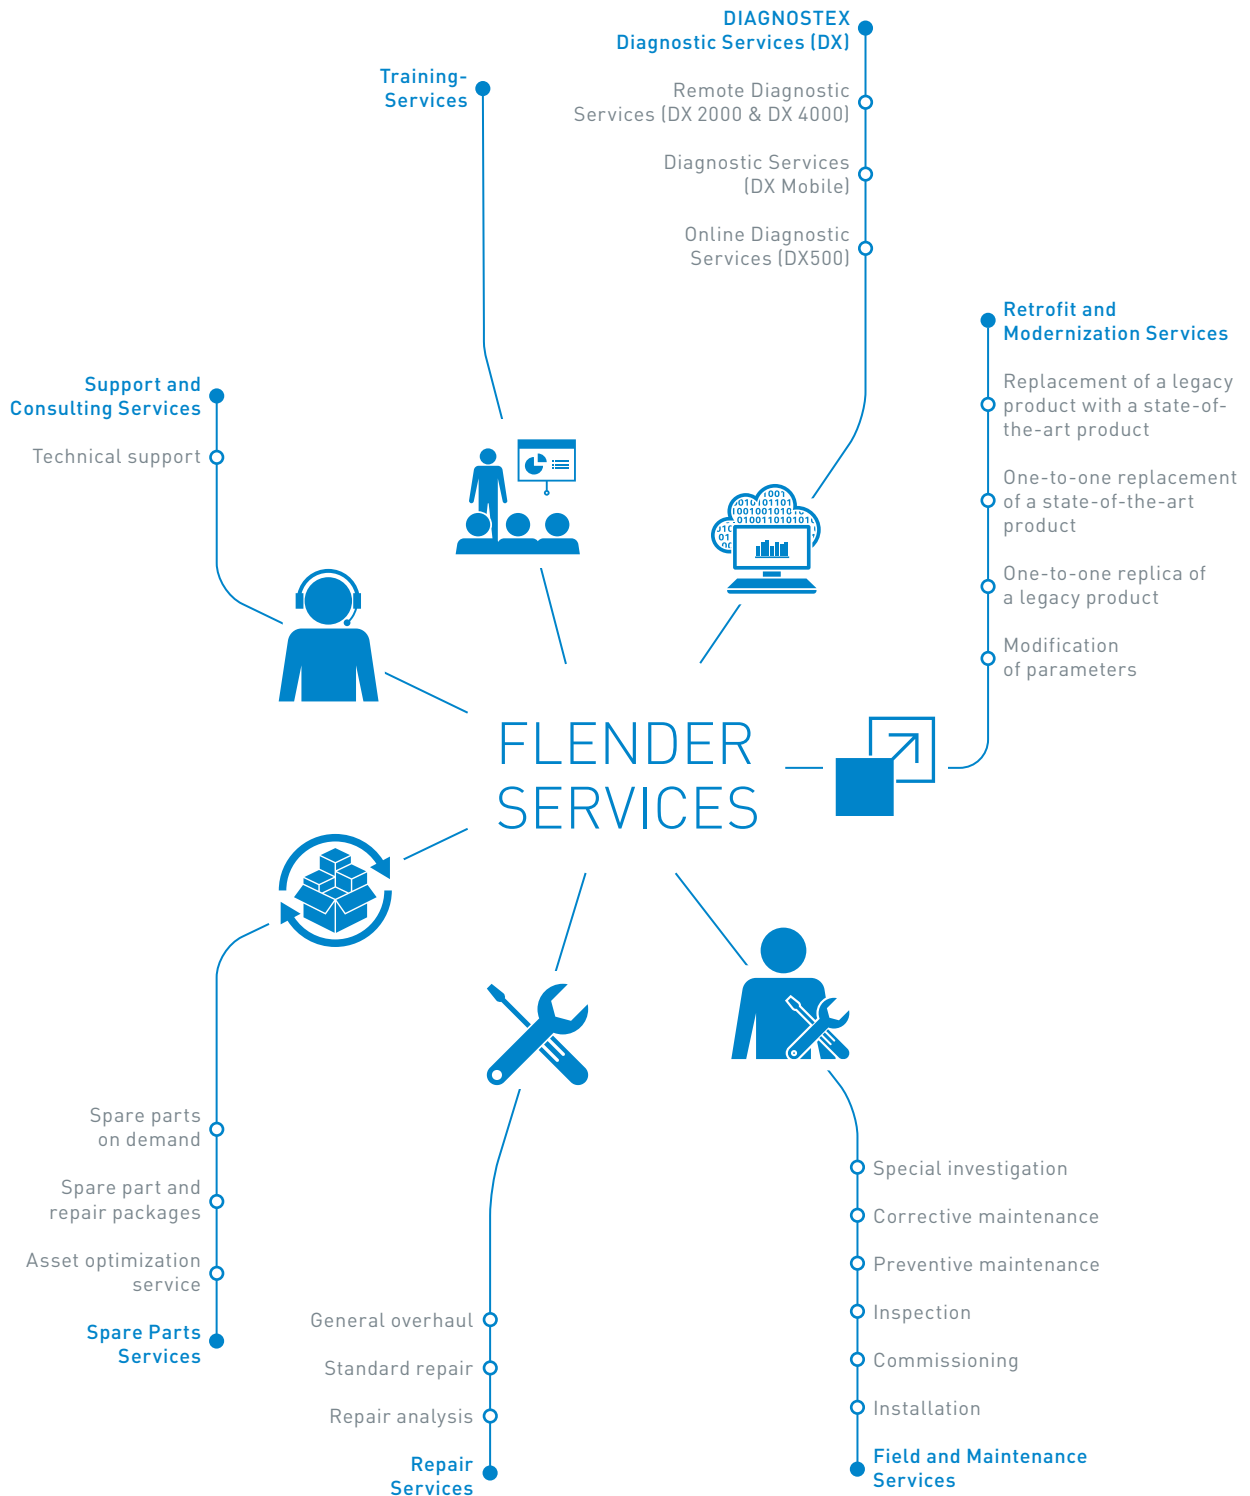 DIAGNOSTEX
Diagnostic Services (DX)
Remote Diagnostic
Services (DX 2000 & DX 4000)
Diagnostic Services
(DX Mobile)
Online Diagnostic
Services (DX500)
Training-
Services
Retrofit and
Modernization Services
Replacement of a legacy
product with a state-of-
the-art product
One-to-one replacement
of a state-of-the-art
product
One-to-one replica of
a legacy product
Modification
of parameters
Support and
Consulting Services
Technical support
FLENDER
SERVICES
Spare parts
on demand
Spare part and
repair packages
Asset optimization
service
Spare Parts
Services
General overhaul
Standard repair
Repair analysis
Repair
Services
Special investigation
Corrective maintenance
Preventive maintenance
Inspection
Commissioning
Installation
Field and Maintenance
Services